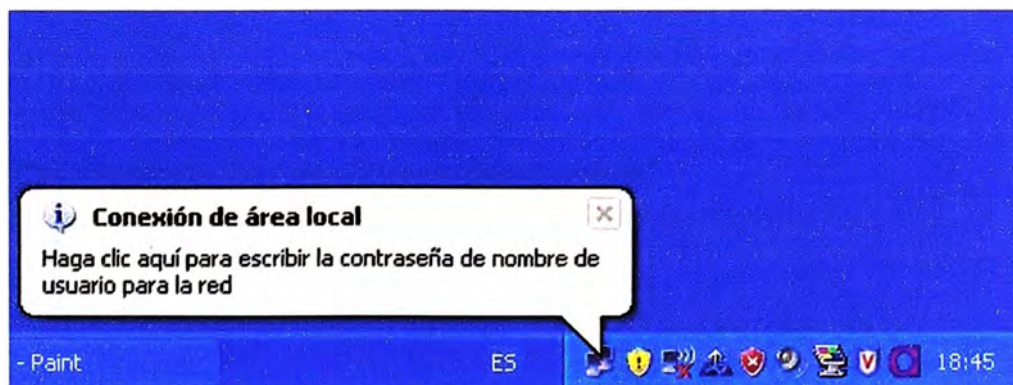 Conexión de área local
Haga clic aquí para escribir la contraseña de nombre de
usuario para la red
- Paint
ES
18:45